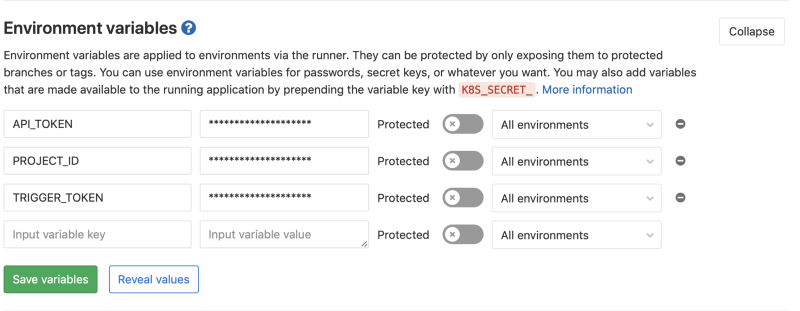 Environment variables ?
Collapse
Environment variables are applied to environments via the runner. They can be protected by only exposing them to protected
branches or tags. You can use environment variables for passwords, secret keys, or whatever you want. You may also add variables
that are made available to the running application by prepending the variable key with K8S_SECRET_. More information
API_TOKEN ******************** Protected All environments
PROJECT_ID ******************** Protected All environments
TRIGGER_TOKEN ******************** Protected All environments
Input variable key Input variable value Protected All environments
Save variables Reveal values